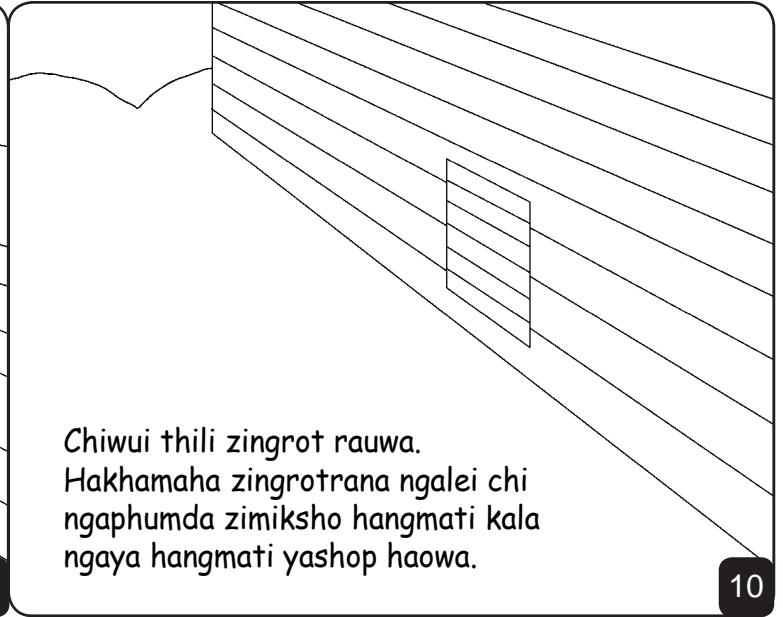 Chiwui thili zingrot rauwa.
Hakhamaha zingrotrana ngalei chi
ngaphumda zimiksho hangmati kala
ngaya hangmati yashop haowa.
10